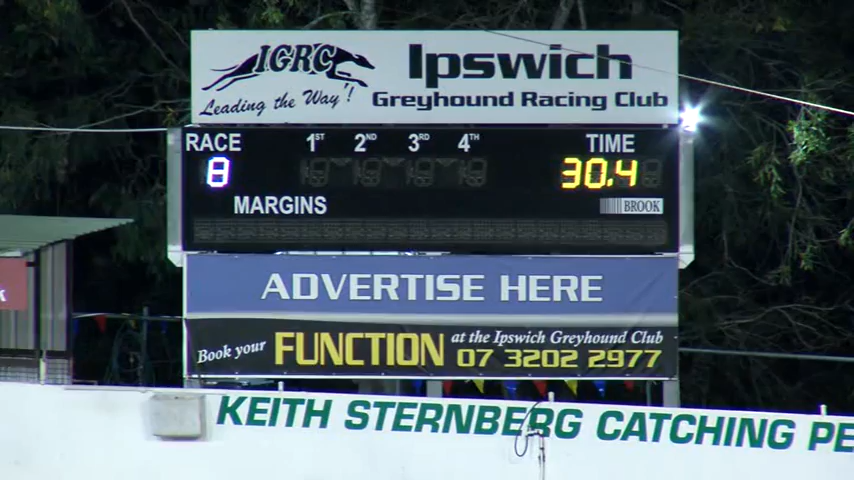 IGRC
Leading the Way'!
Ipswich
Greyhound Racing Club
RACE 1ST 2ND 3RD 4TH TIME
8 30.4
MARGINS BROOK
ADVERTISE HERE
Book your FUNCTION at the Ipswich Greyhound Club
07 3202 2977
KEITH STERNBERG CATCHING PE